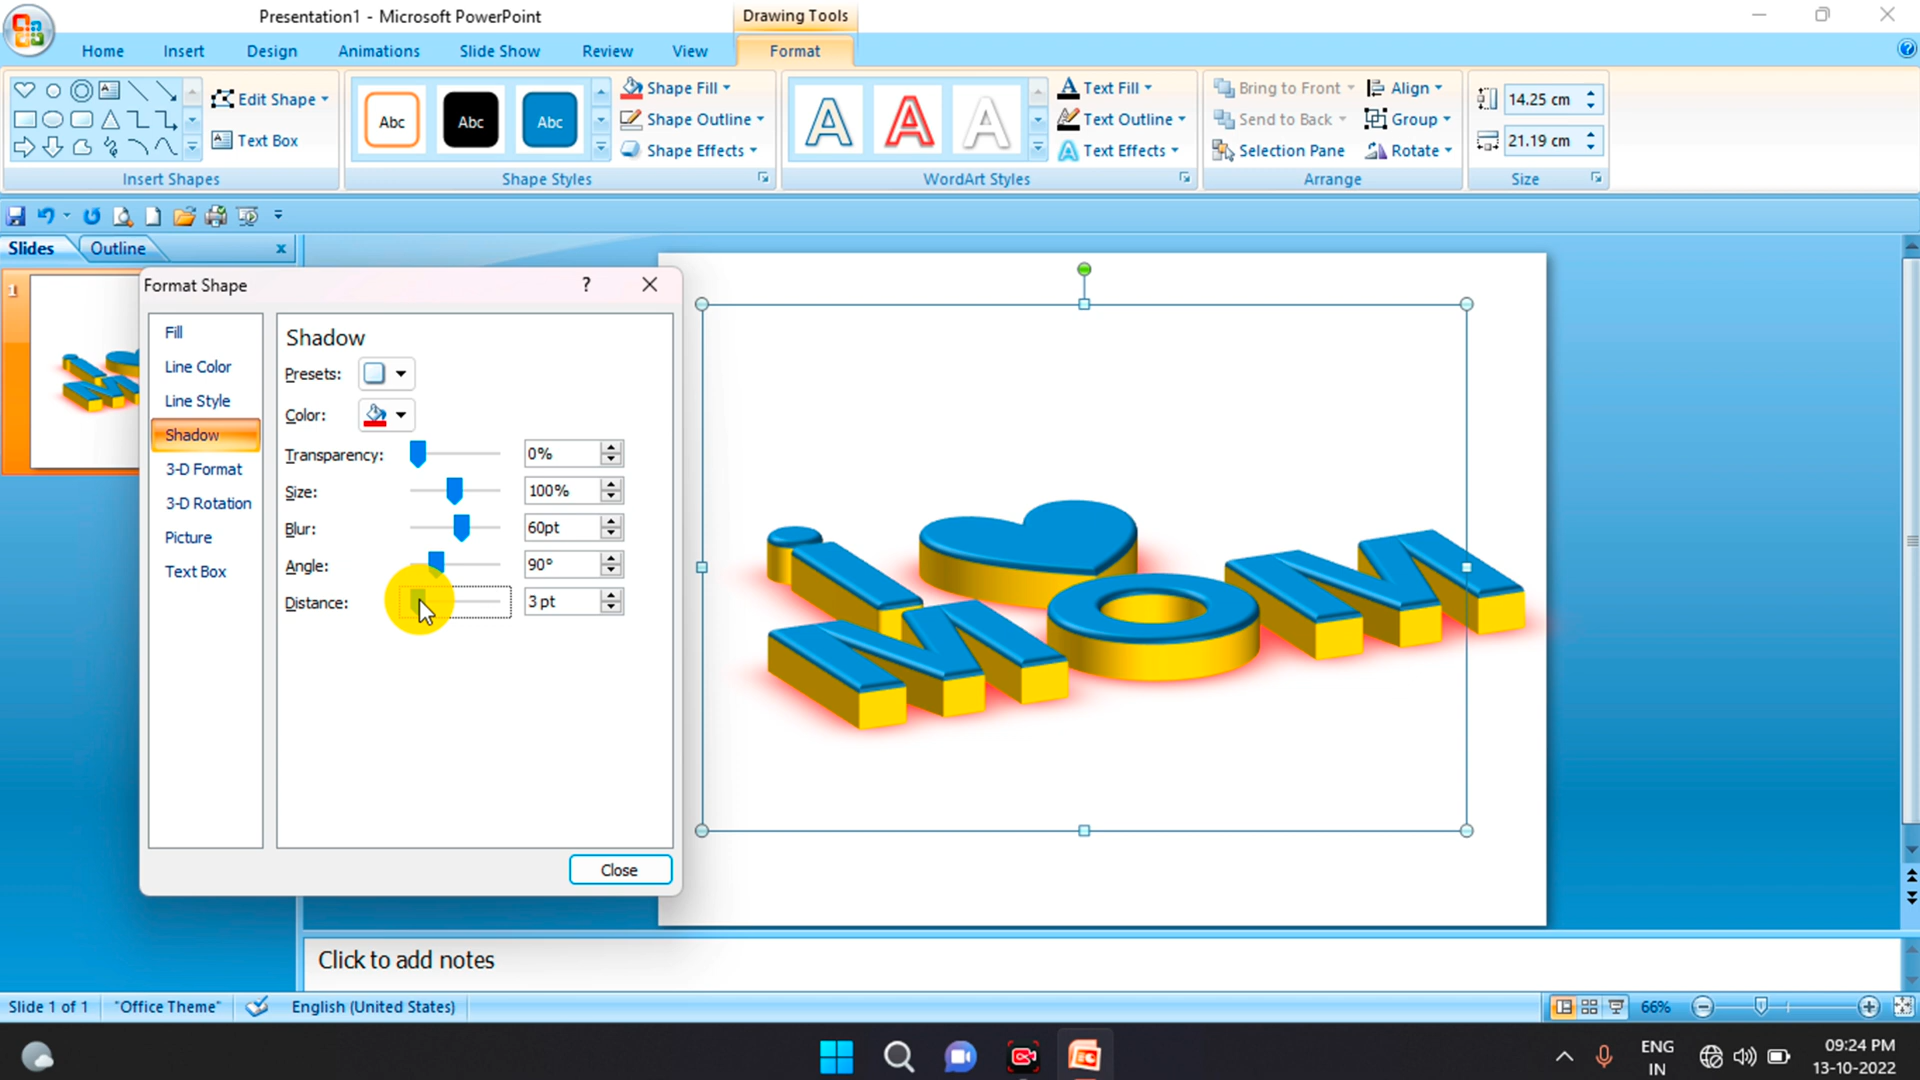 Presentation1 - Microsoft PowerPoint
Drawing Tools
Home Insert Design Animations Slide Show Review View Format
Edit Shape
Text Box
Insert Shapes
Abc Abc Abc
Shape Fill
Shape Outline
Shape Effects
Shape Styles
A A A
Text Fill
Text Outline
Text Effects
WordArt Styles
Bring to Front
Send to Back
Selection Pane
Align
Group
Rotate
Arrange
14.25 cm
21.19 cm
Size
Slides Outline x
1
Format Shape ?
Fill
Line Color
Line Style
Shadow
3-D Format
3-D Rotation
Picture
Text Box
Shadow
Presets:
Color:
Transparency: 0%
Size: 100%
Blur: 60pt
Angle: 90°
Distance: 3 pt
Close
i
MOM
Click to add notes
Slide 1 of 1 "Office Theme" English (United States) 66%
ENG
IN
09:24 PM
13-10-2022